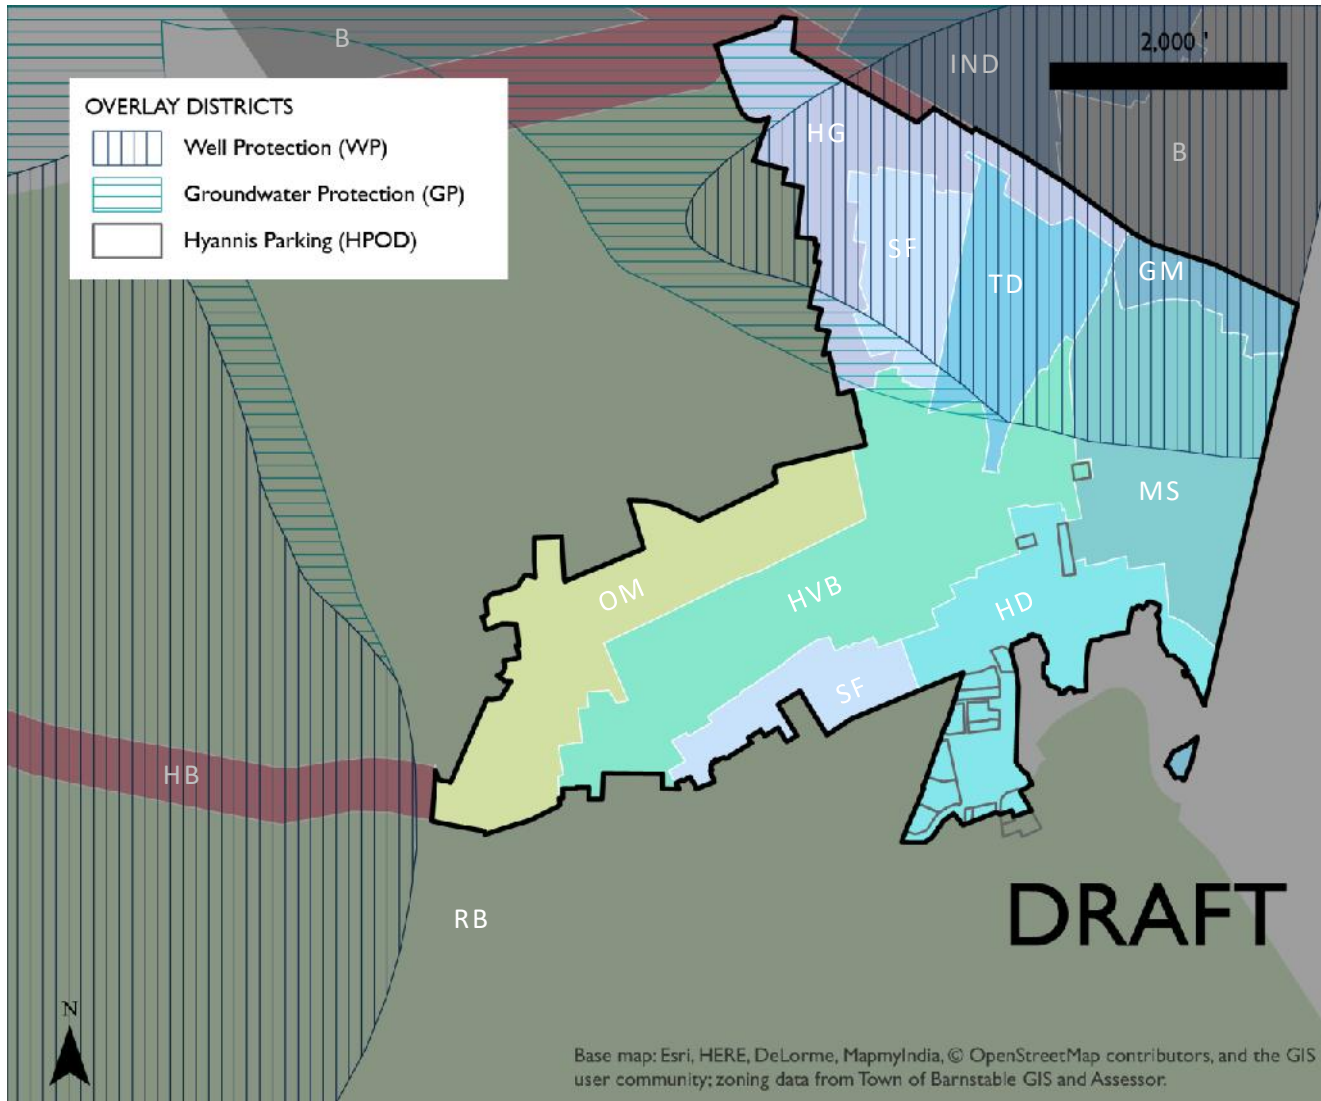 B
IND
2,000 '
OVERLAY DISTRICTS
Well Protection (WP)
Groundwater Protection (GP)
Hyannis Parking (HPOD)
HG
B
SF
TD
GM
MS
OM
HVB
HD
SF
HB
RB
DRAFT
N
Base map: Esri, HERE, DeLorme, MapmyIndia, © OpenStreetMap contributors, and the GIS
user community; zoning data from Town of Barnstable GIS and Assessor.